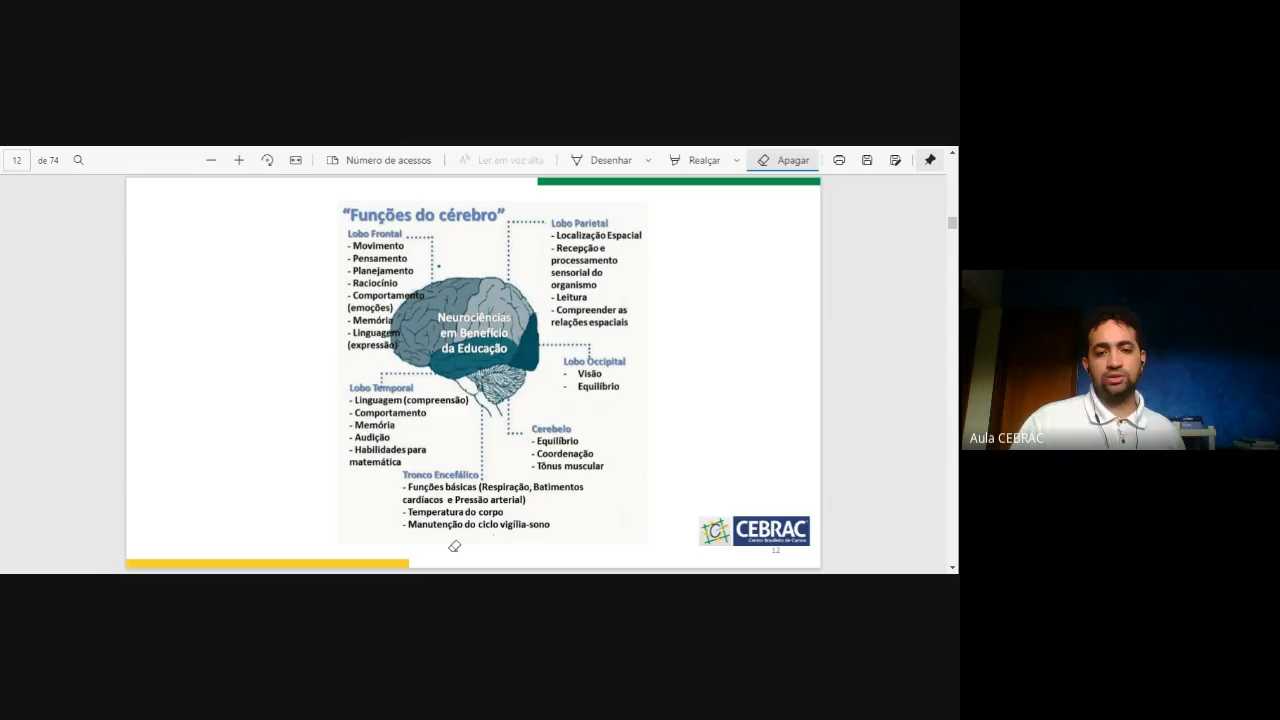 12
de 74
Número de acessos
Ler em voz alta
Desenhar
Realçar
Apagar
“Funções do cérebro”
Lobo Frontal
- Movimento
- Pensamento
- Planejamento
- Raciocínio
- Comportamento
(emoções)
- Memória
- Linguagem
(expressão)
Lobo Parietal
- Localização Espacial
- Recepção e
processamento
sensorial do
organismo
- Leitura
- Compreender as
relações espaciais
Neurociências
em Benefício
da Educação
Lobo Occipital
- Visão
- Equilíbrio
Lobo Temporal
- Linguagem (compreensão)
- Comportamento
- Memória
- Audição
- Habilidades para
matemática
Cerebelo
- Equilíbrio
- Coordenação
- Tônus muscular
Tronco Encefálico
- Funções básicas (Respiração, Batimentos
cardíacos e Pressão arterial)
- Temperatura do corpo
- Manutenção do ciclo vigília-sono
C
CEBRAC
Centro Brasileiro de Cursos
12
Aula CEBRAC